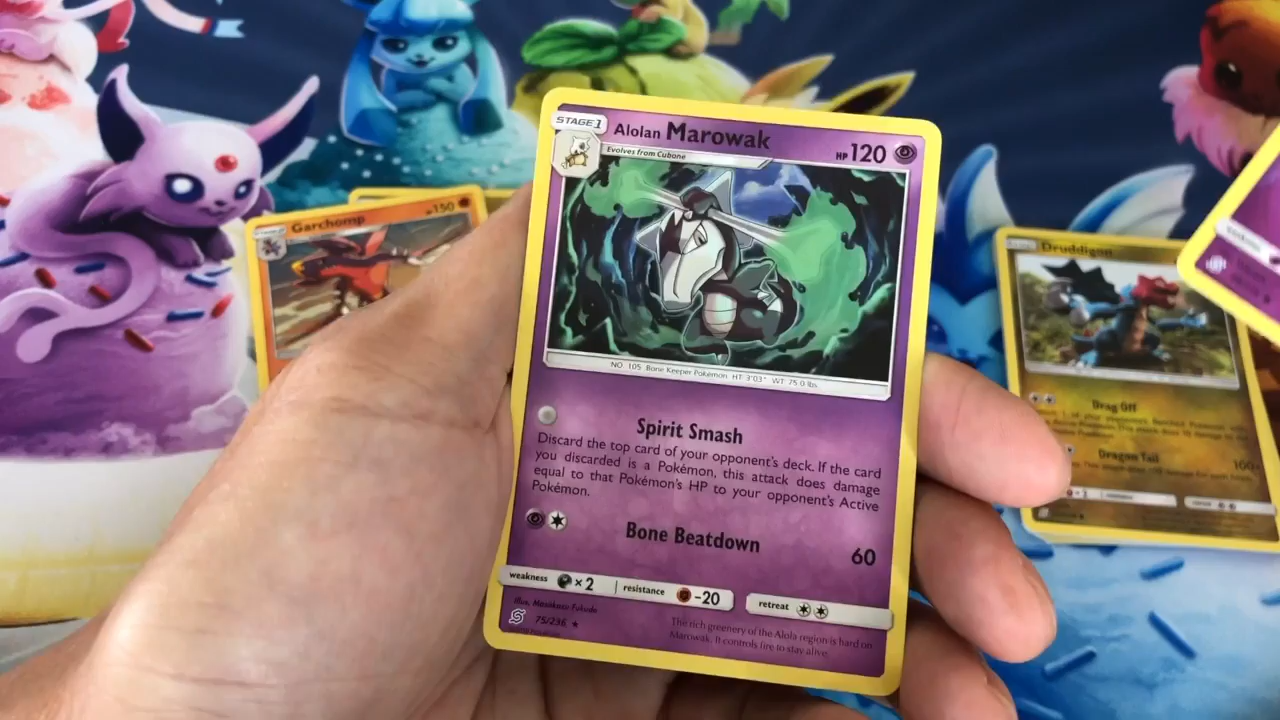 STAGE 1
Alolan Marowak
HP 120
Evolves from Cubone
NO. 105 Bone Keeper Pokémon HT: 3'03" WT: 75.0 lbs.
Spirit Smash
Discard the top card of your opponent's deck. If the card
you discarded is a Pokémon, this attack does damage
equal to that Pokémon's HP to your opponent's Active
Pokémon.
Bone Beatdown 60
weakness ×2 resistance -20 retreat
Illus. Masakazu Fukuda
75/236 ★
The rich greenery of the Alola region is hard on
Marowak. It controls fire to stay alive.
Garchomp
150
Druddigon
Drag Off
Dragon Tail
100×
×1